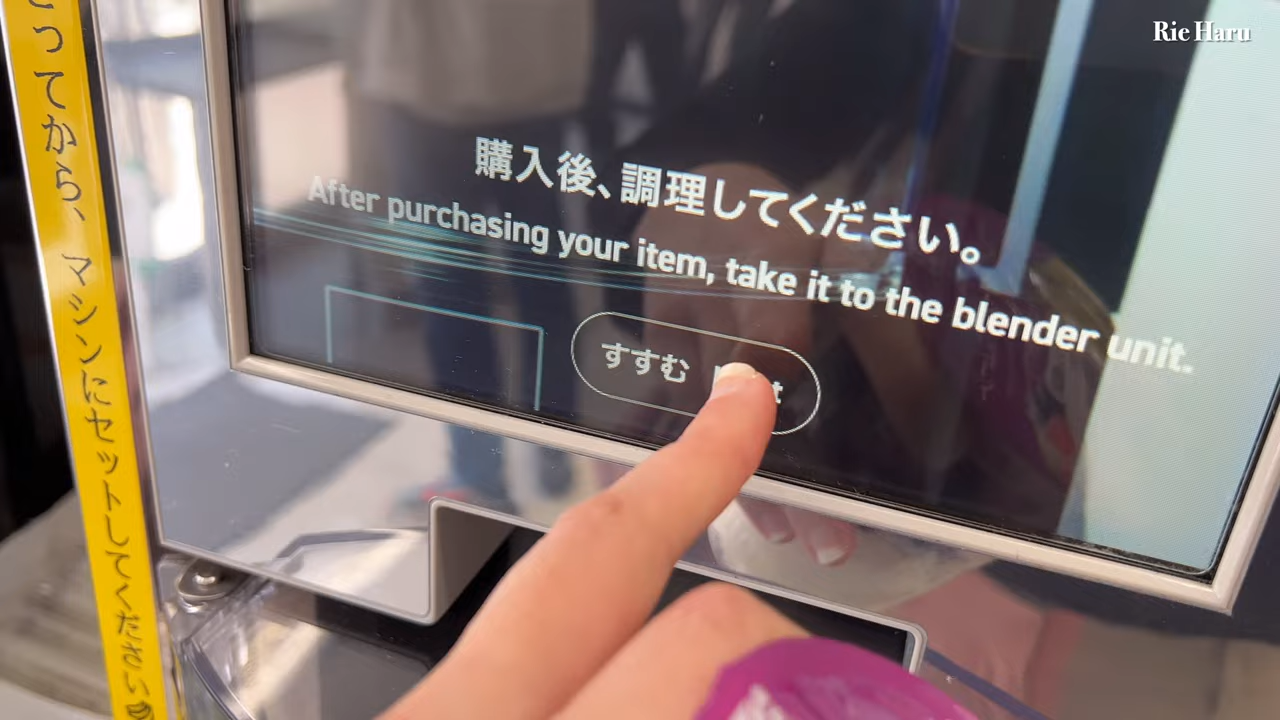 Rie Haru
ってから、マシンにセットしてください
購入後、調理してください。
After purchasing your item, take it to the blender unit.
すすむ